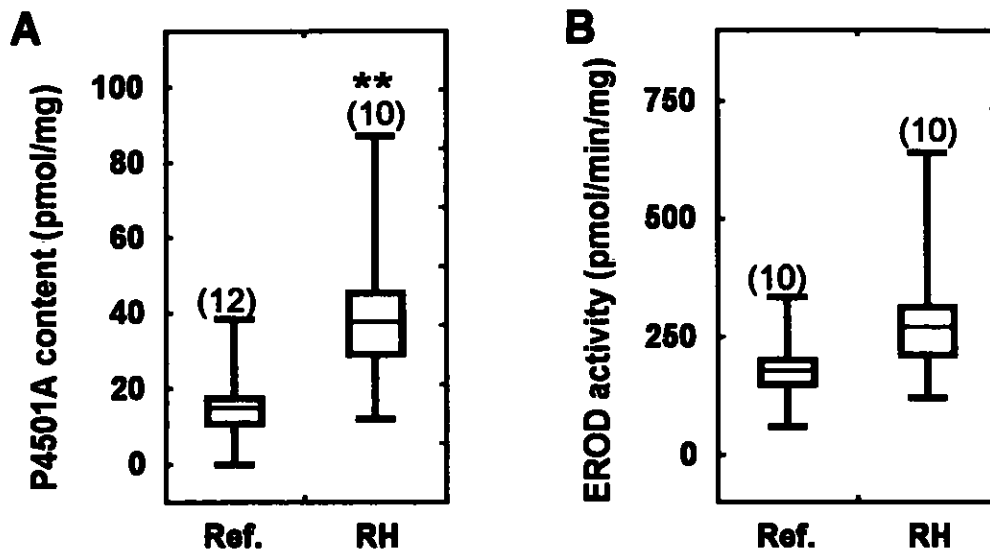 A
P4501A content (pmol/mg)
100
80
60
40
20
0
(12)
**
(10)
Ref.
RH
B
EROD activity (pmol/min/mg)
750
500
250
0
(10)
(10)
Ref.
RH